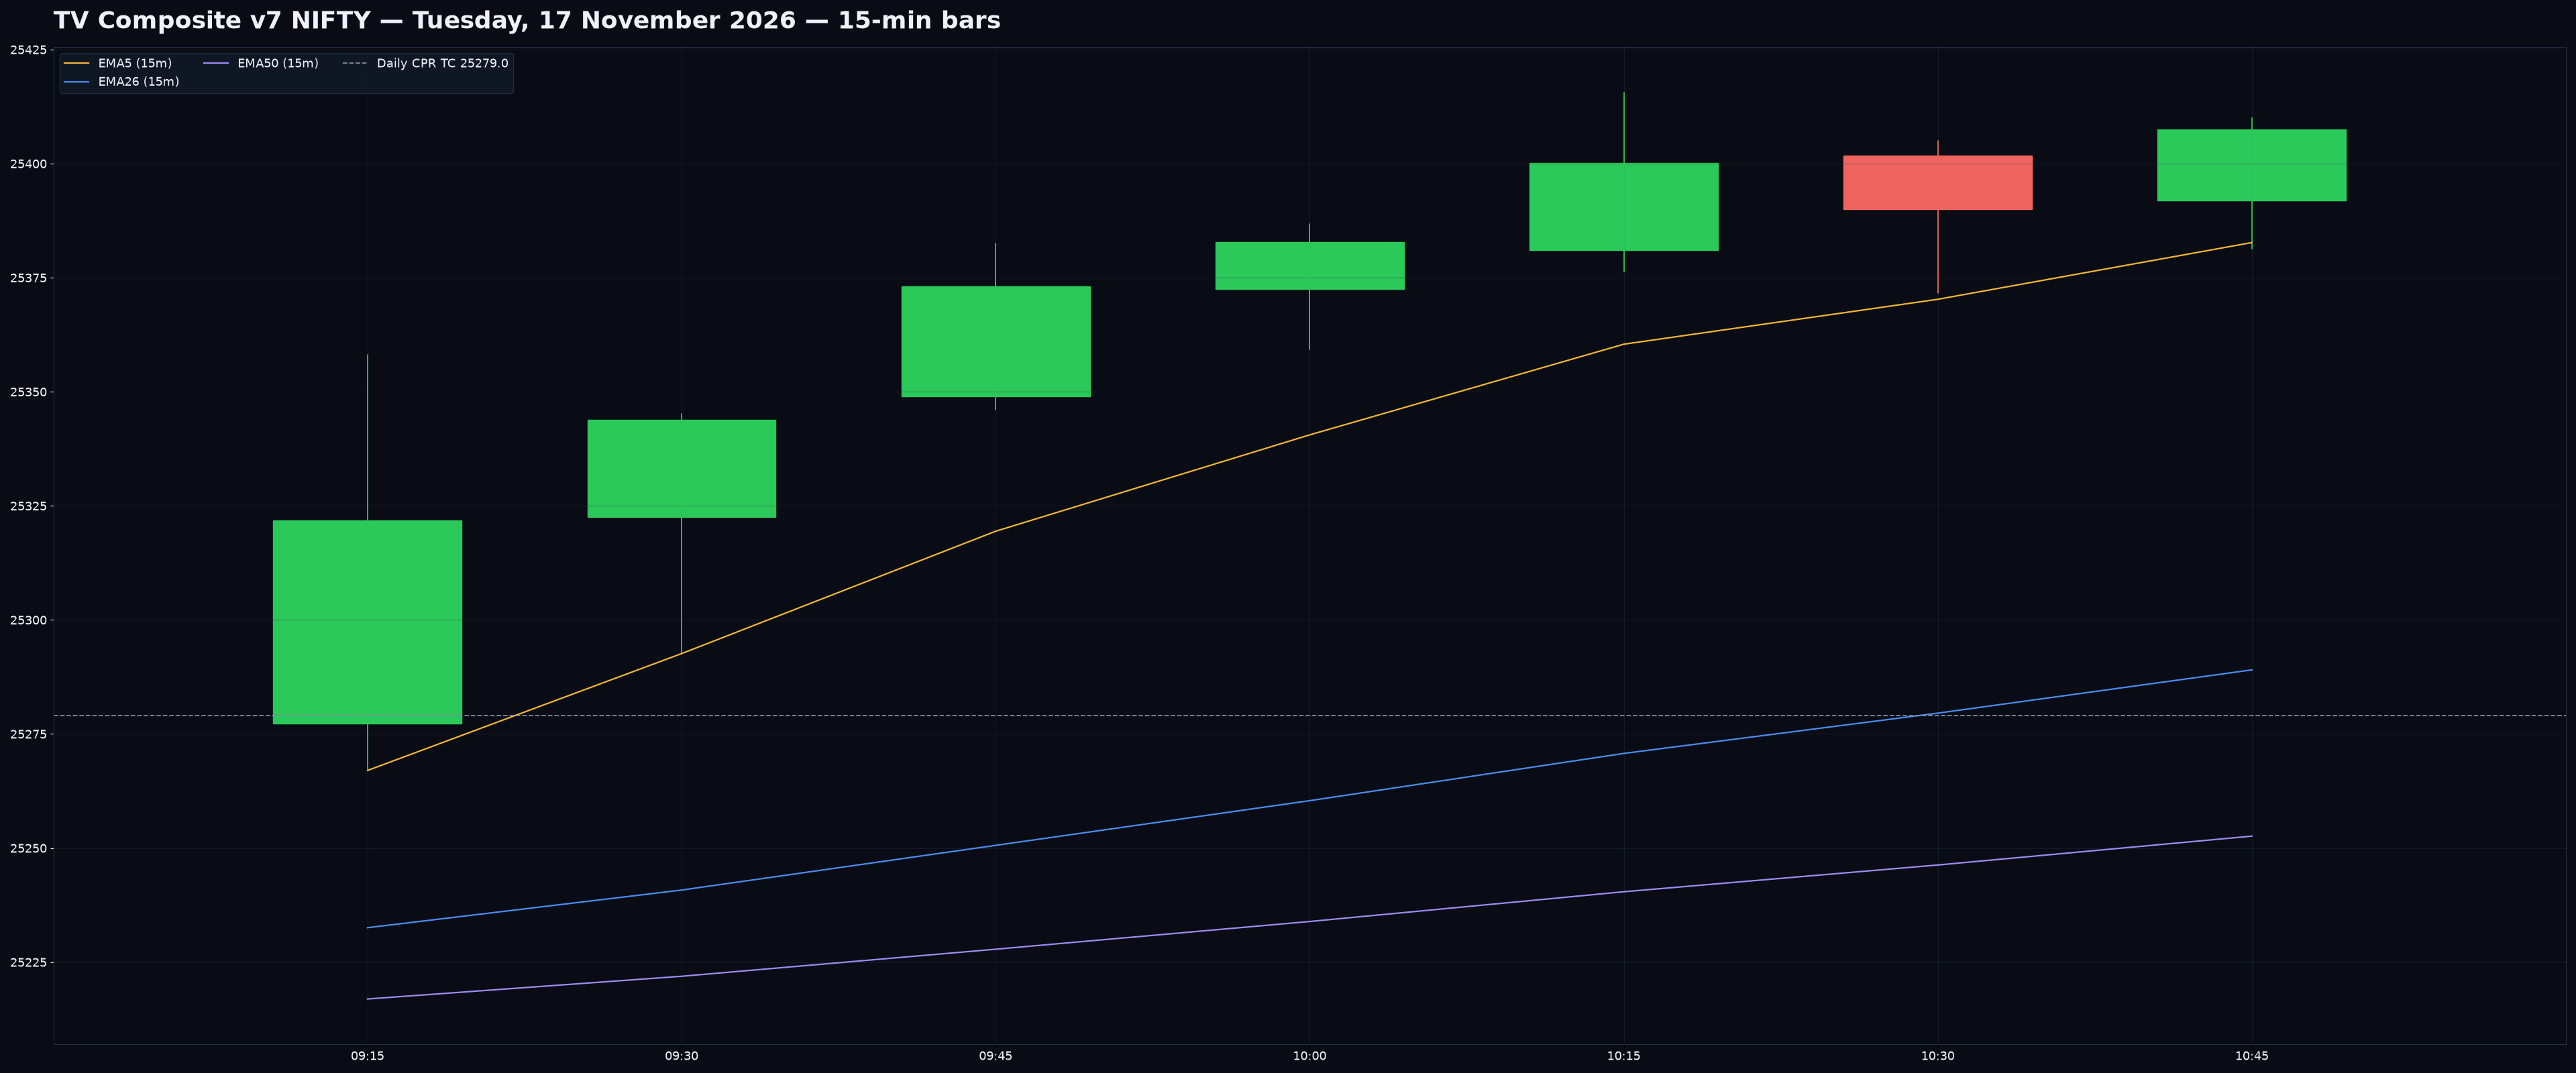 TV Composite v7 NIFTY — Tuesday, 17 November 2026 — 15-min bars
EMA5 (15m)
EMA26 (15m)
EMA50 (15m)
Daily CPR TC 25279.0
25425
25400
25375
25350
25325
25300
25275
25250
25225
09:15 09:30 09:45 10:00 10:15 10:30 10:45